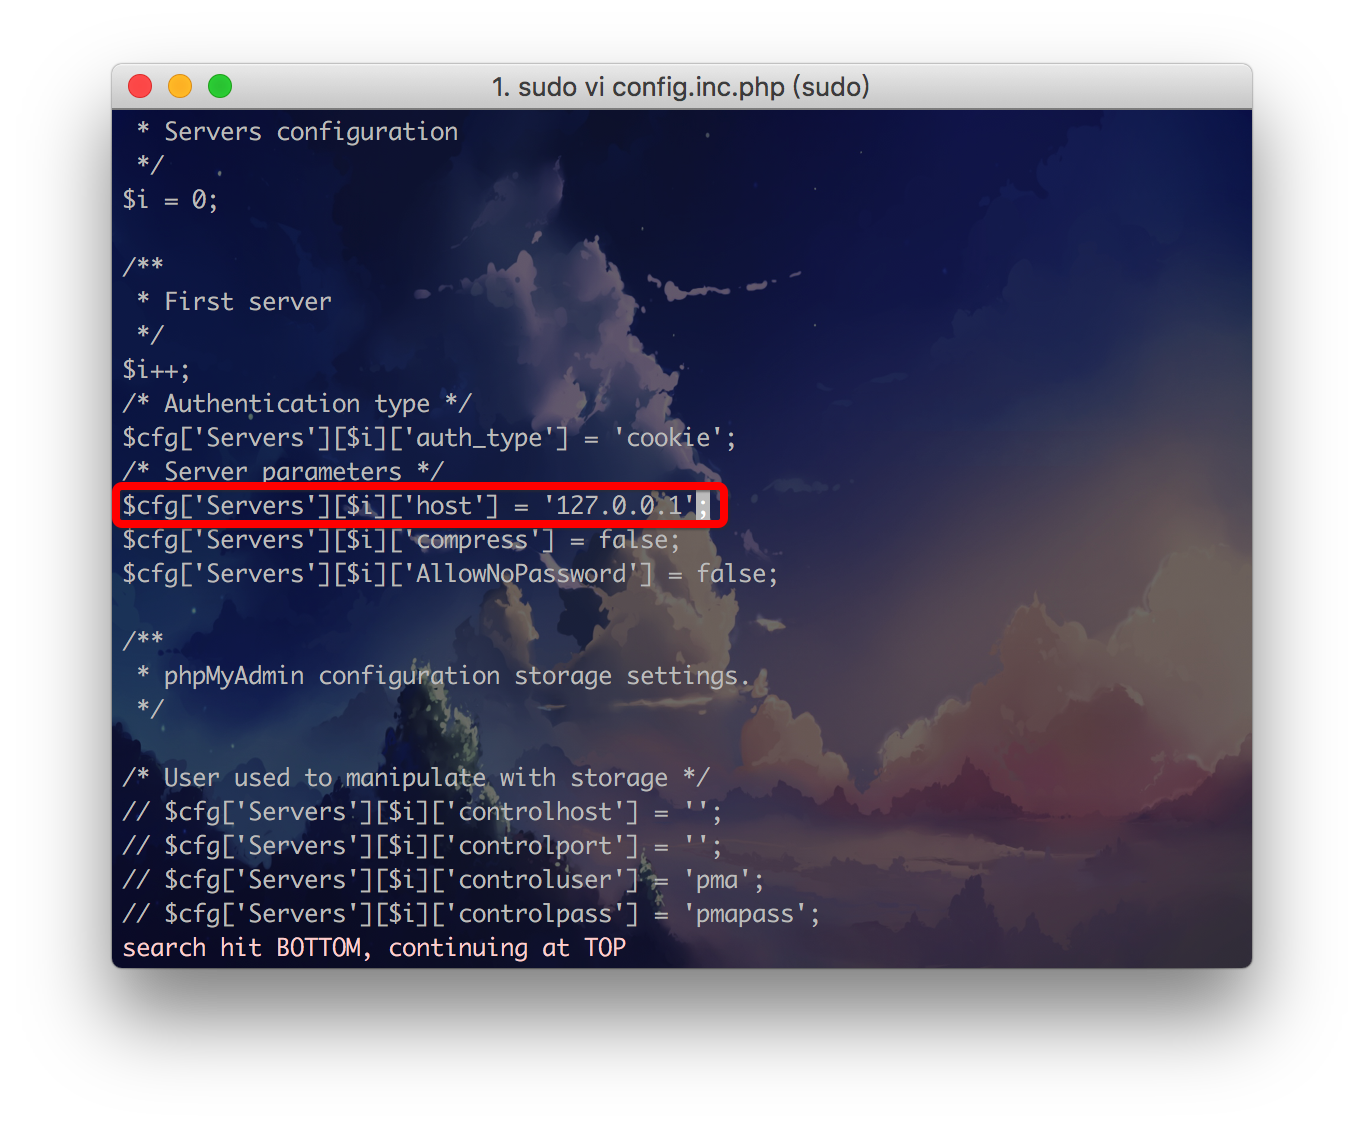 1. sudo vi config.inc.php (sudo)
 * Servers configuration
 */
$i = 0;

/**
 * First server
 */
$i++;
/* Authentication type */
$cfg['Servers'][$i]['auth_type'] = 'cookie';
/* Server parameters */
$cfg['Servers'][$i]['host'] = '127.0.0.1';
$cfg['Servers'][$i]['compress'] = false;
$cfg['Servers'][$i]['AllowNoPassword'] = false;

/**
 * phpMyAdmin configuration storage settings.
 */

/* User used to manipulate with storage */
// $cfg['Servers'][$i]['controlhost'] = '';
// $cfg['Servers'][$i]['controlport'] = '';
// $cfg['Servers'][$i]['controluser'] = 'pma';
// $cfg['Servers'][$i]['controlpass'] = 'pmapass';
search hit BOTTOM, continuing at TOP